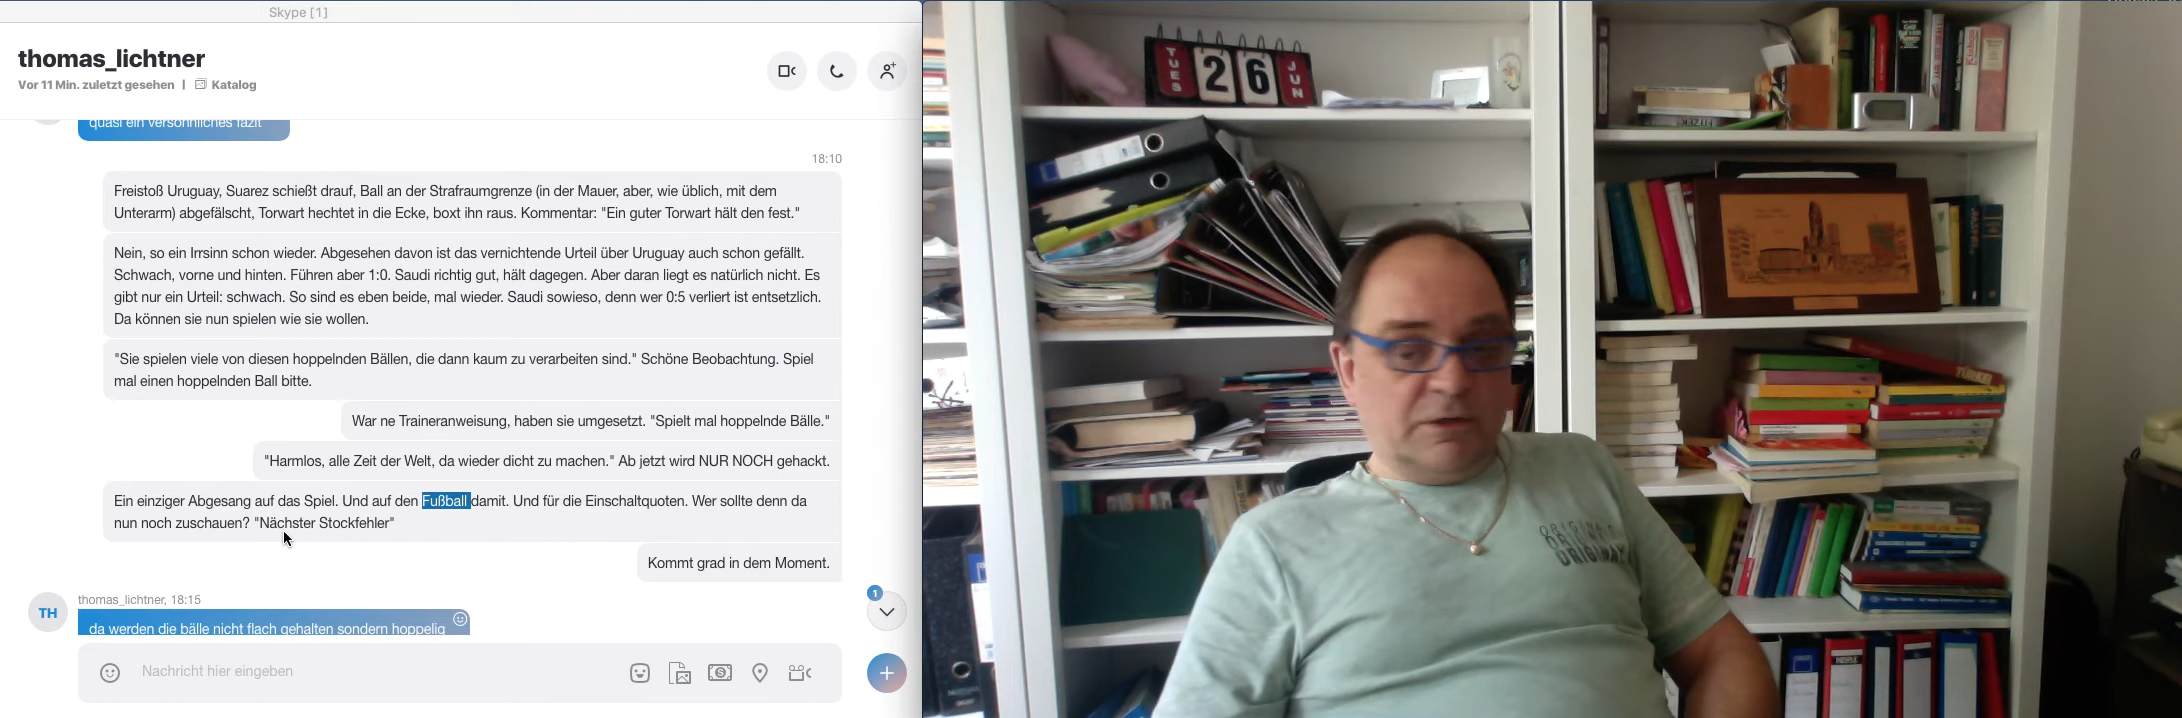 Skype [1]
thomas_lichtner
Vor 11 Min. zuletzt gesehen | Katalog
quasi ein versöhnliches fazit
18:10
Freistoß Uruguay, Suarez schießt drauf, Ball an der Strafraumgrenze (in der Mauer, aber, wie üblich, mit dem
Unterarm) abgefälscht, Torwart hechtet in die Ecke, boxt ihn raus. Kommentar: "Ein guter Torwart hält den fest."
Nein, so ein Irrsinn schon wieder. Abgesehen davon ist das vernichtende Urteil über Uruguay auch schon gefällt.
Schwach, vorne und hinten. Führen aber 1:0. Saudi richtig gut, hält dagegen. Aber daran liegt es natürlich nicht. Es
gibt nur ein Urteil: schwach. So sind es eben beide, mal wieder. Saudi sowieso, denn wer 0:5 verliert ist entsetzlich.
Da können sie nun spielen wie sie wollen.
"Sie spielen viele von diesen hoppelnden Bällen, die dann kaum zu verarbeiten sind." Schöne Beobachtung. Spiel
mal einen hoppelnden Ball bitte.
War ne Traineranweisung, haben sie umgesetzt. "Spielt mal hoppelnde Bälle."
"Harmlos, alle Zeit der Welt, da wieder dicht zu machen." Ab jetzt wird NUR NOCH gehackt.
Ein einziger Abgesang auf das Spiel. Und auf den Fußball damit. Und für die Einschaltquoten. Wer sollte denn da
nun noch zuschauen? "Nächster Stockfehler"
Kommt grad in dem Moment.
TH
thomas_lichtner, 18:15
1
da werden die bälle nicht flach gehalten sondern hoppelig
Nachricht hier eingeben
TUES
26
JUN
ORIGINAL
ORIGINAL